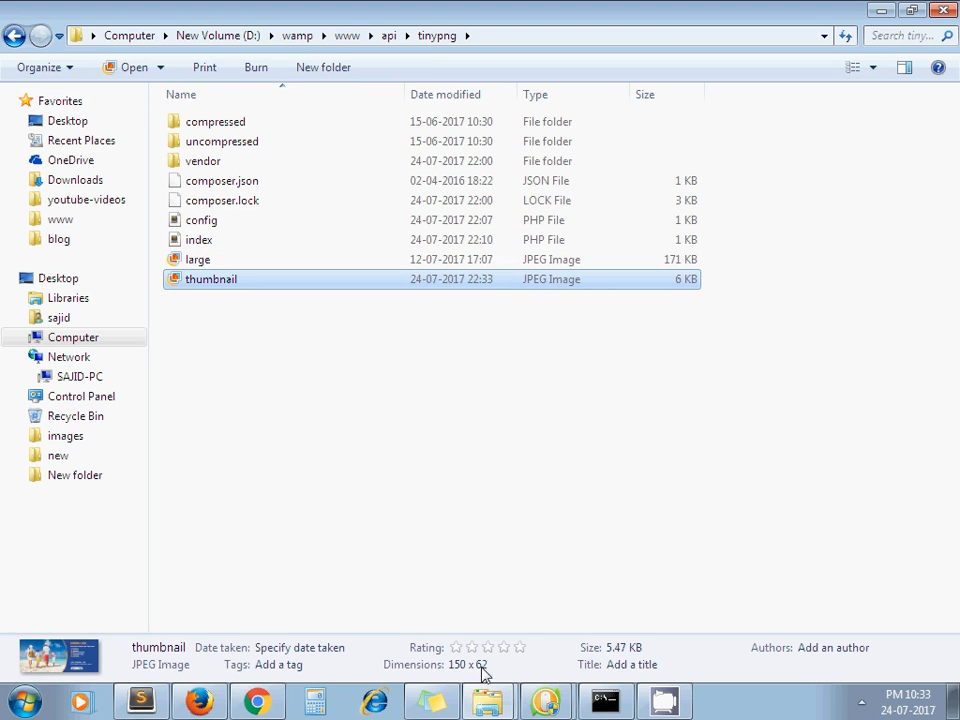 Computer New Volume (D:) wamp www api tinypng Search tiny...
Organize Open Print Burn New folder
Name Date modified Type Size
Favorites
Desktop
Recent Places
OneDrive
Downloads
youtube-videos
www
blog
Desktop
Libraries
sajid
Computer
Network
SAJID-PC
Control Panel
Recycle Bin
images
new
New folder
compressed 15-06-2017 10:30 File folder
uncompressed 15-06-2017 10:30 File folder
vendor 24-07-2017 22:00 File folder
composer.json 02-04-2016 18:22 JSON File 1 KB
composer.lock 24-07-2017 22:00 LOCK File 3 KB
config 24-07-2017 22:07 PHP File 1 KB
index 24-07-2017 22:10 PHP File 1 KB
large 12-07-2017 17:07 JPEG Image 171 KB
thumbnail 24-07-2017 22:33 JPEG Image 6 KB
thumbnail Date taken: Specify date taken Rating: Size: 5.47 KB Authors: Add an author
JPEG Image Tags: Add a tag Dimensions: 150 x 62 Title: Add a title
PM 10:33
24-07-2017